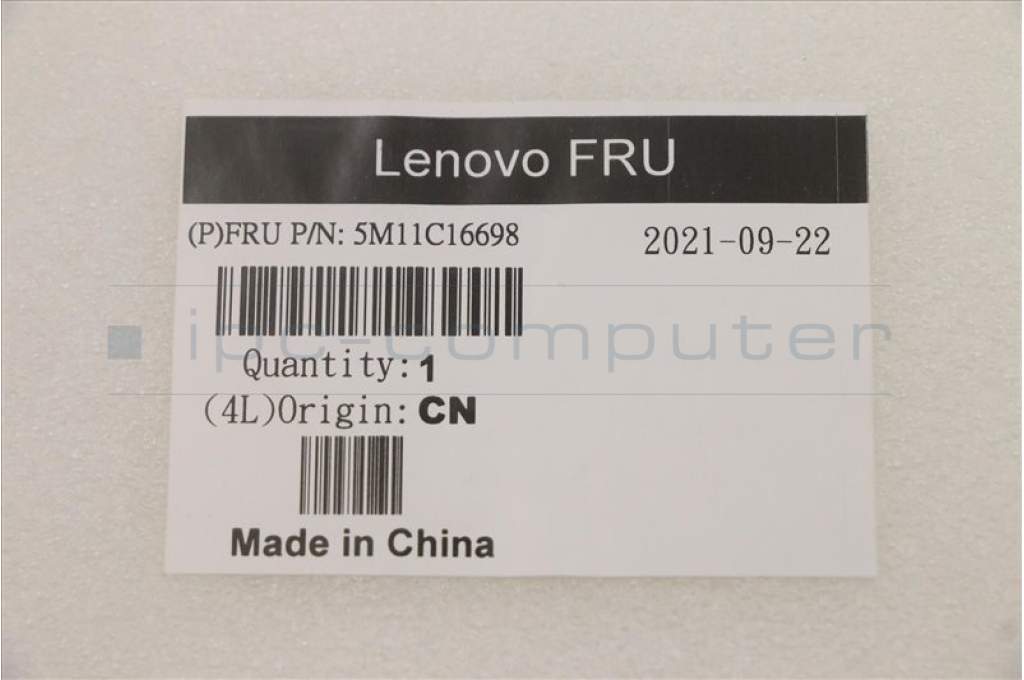 Lenovo FRU
(P)FRU P/N: 5M11C16698
2021-09-22
ipc-computer
Quantity:1
(4L)Origin:CN
Made in China